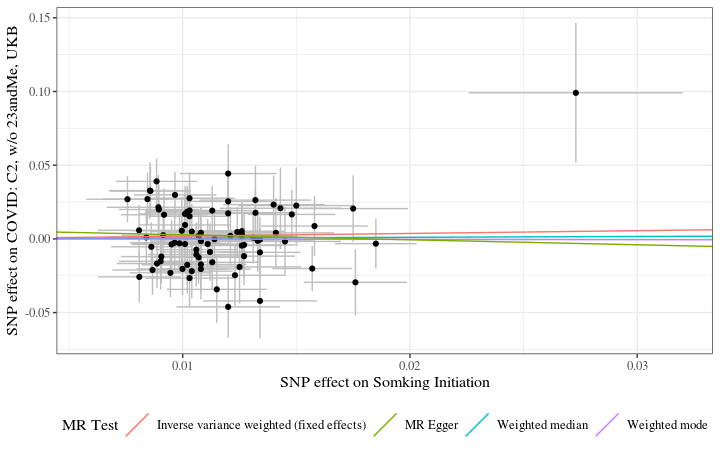 0.15
0.10
0.05
0.00
-0.05
SNP effect on COVID: C2, w/o 23andMe, UKB
0.01 0.02 0.03
SNP effect on Somking Initiation
MR Test Inverse variance weighted (fixed effects) MR Egger Weighted median Weighted mode